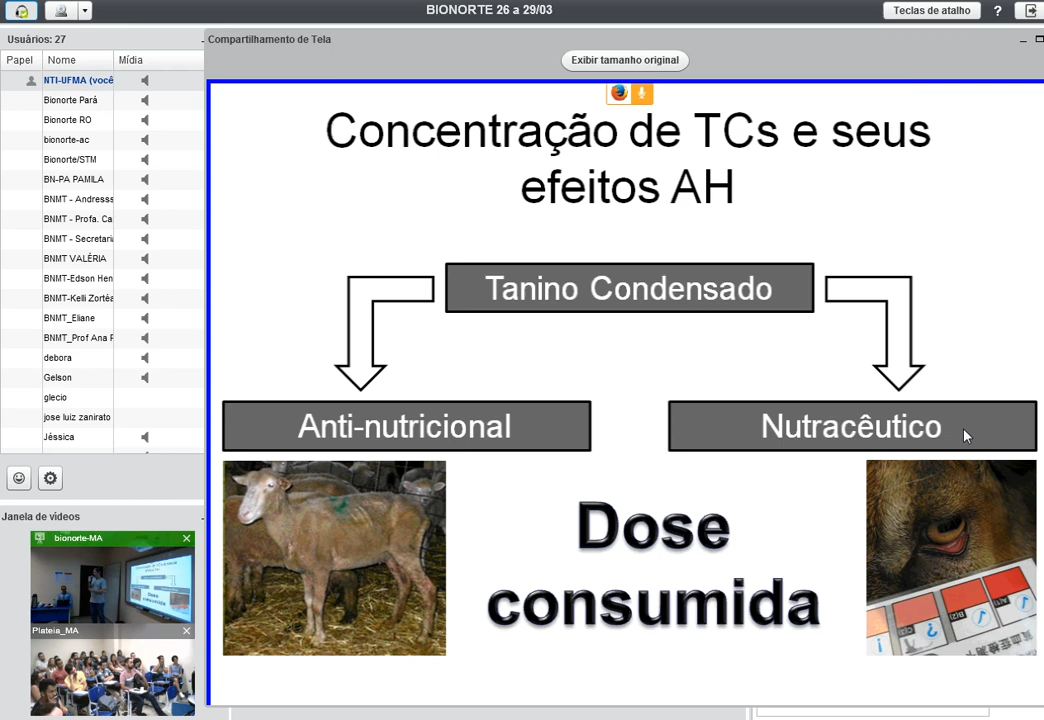 BIONORTE 26 a 29/03
Teclas de atalho
?
Usuários: 27
Papel Nome Mídia
NTI-UFMA (você
Bionorte Pará
Bionorte RO
bionorte-ac
Bionorte/STM
BN-PA PAMILA
BNMT - Andresss
BNMT - Profa. Ca
BNMT - Secretari
BNMT VALÉRIA
BNMT-Edson Hen
BNMT-Kelli Zortéa
BNMT_Eliane
BNMT_Prof Ana P
debora
Gelson
glecio
jose luiz zanirato
Jéssica
Janela de videos
bionorte-MA
Plateia_MA
Compartilhamento de Tela
Exibir tamanho original
Concentração de TCs e seus
efeitos AH
Tanino Condensado
Anti-nutricional
Nutracêutico
Dose
consumida